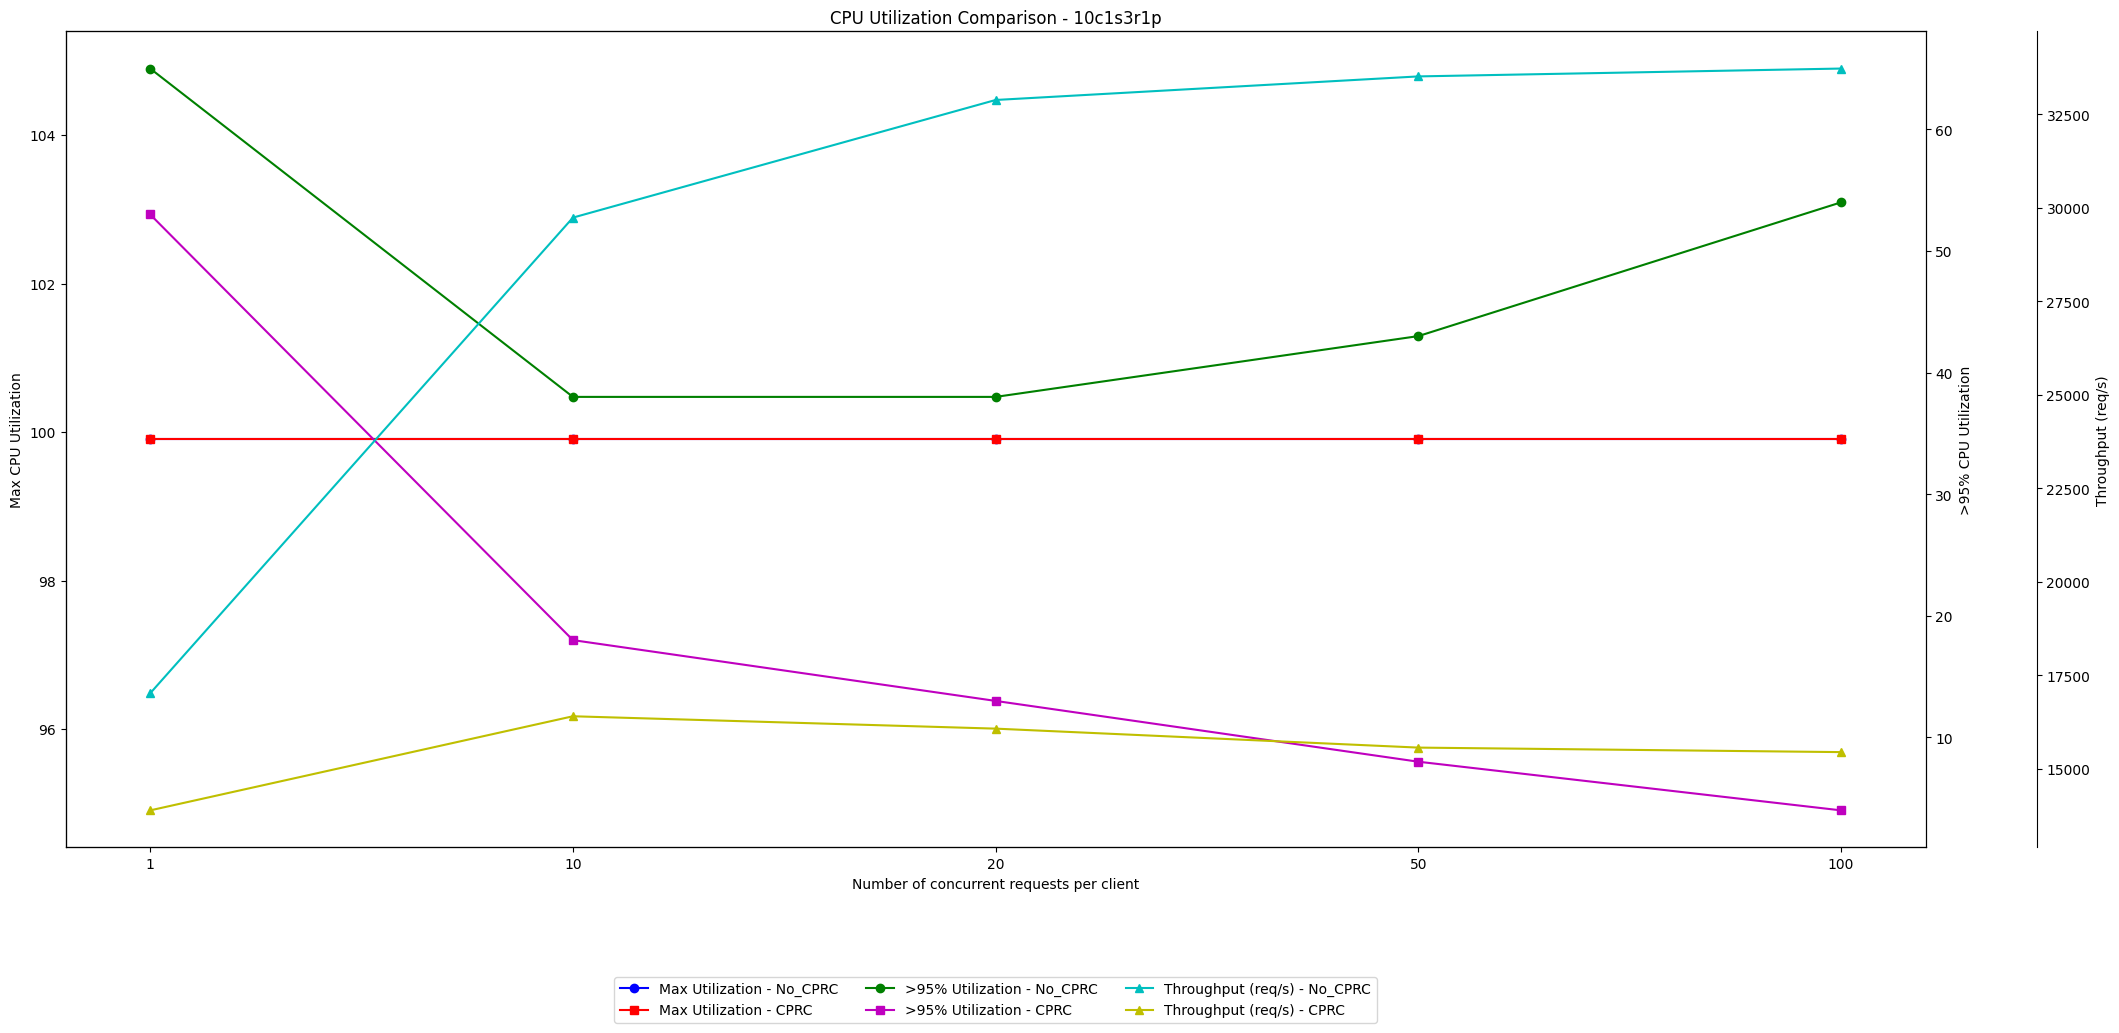 CPU Utilization Comparison - 10c1s3r1p
Max CPU Utilization
104
102
100
98
96
60
50
40
30
20
10
>95% CPU Utilization
32500
30000
27500
25000
22500
20000
17500
15000
Throughput (req/s)
1 10 20 50 100
Number of concurrent requests per client
Max Utilization - No_CPRC >95% Utilization - No_CPRC Throughput (req/s) - No_CPRC
Max Utilization - CPRC >95% Utilization - CPRC Throughput (req/s) - CPRC